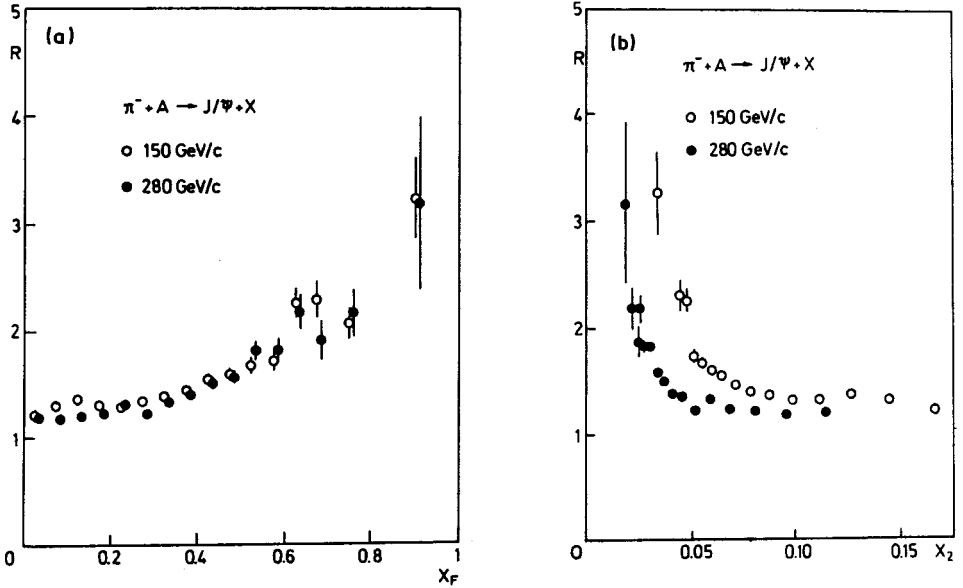 5
(a)
R
π⁻ + A → J/Ψ + X
4
○ 150 GeV/c
● 280 GeV/c
3
2
1
0
0.2
0.4
0.6
0.8
1
X_F
5
(b)
R
π⁻ + A → J/Ψ + X
4
○ 150 GeV/c
● 280 GeV/c
3
2
1
0
0.05
0.10
0.15
X_2